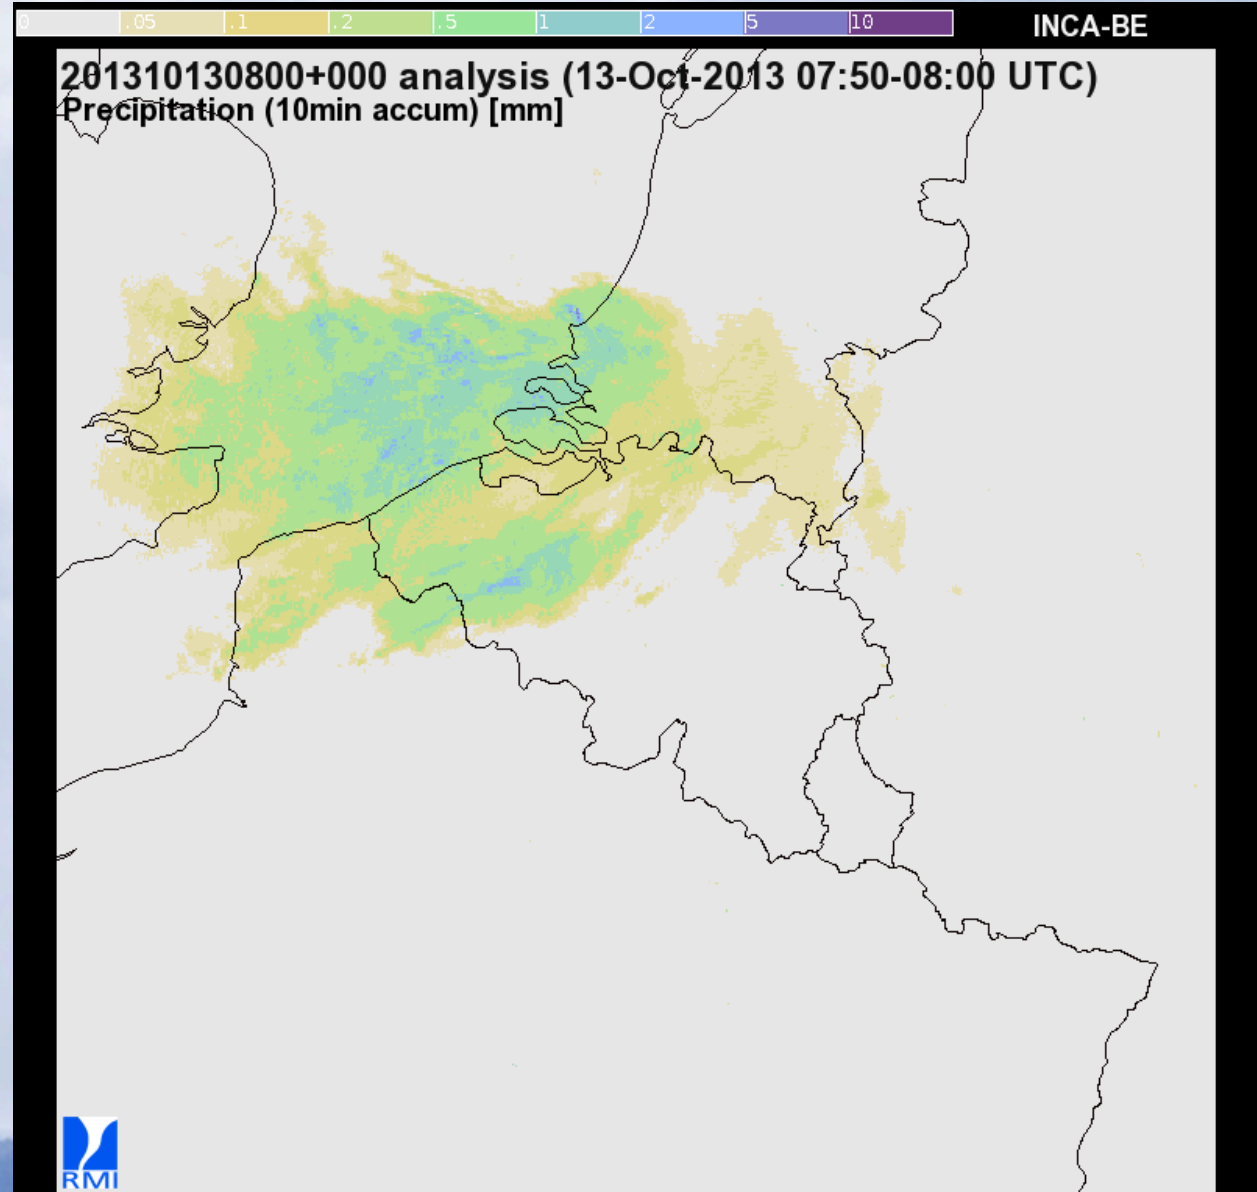 0 .05 .1 .2 .5 1 2 5 10
INCA-BE
201310130800+000 analysis (13-Oct-2013 07:50-08:00 UTC)
Precipitation (10min accum) [mm]
RMI